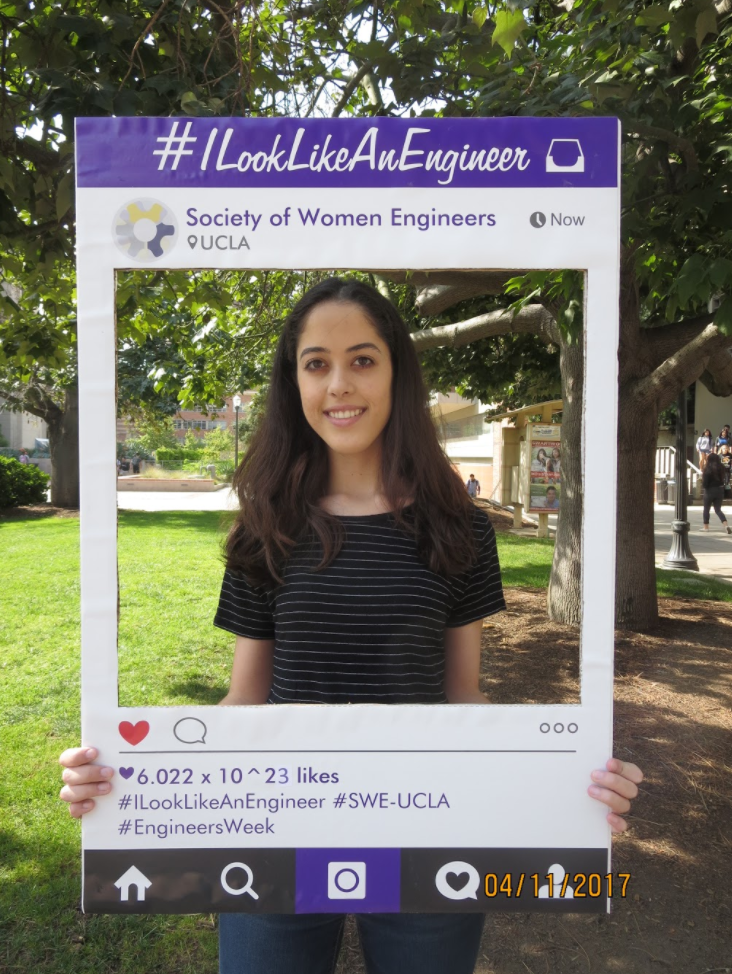 #ILookLikeAnEngineer
Society of Women Engineers
Now
UCLA
6.022 x 10^23 likes
#ILookLikeAnEngineer #SWE-UCLA
#EngineersWeek
04/11/2017